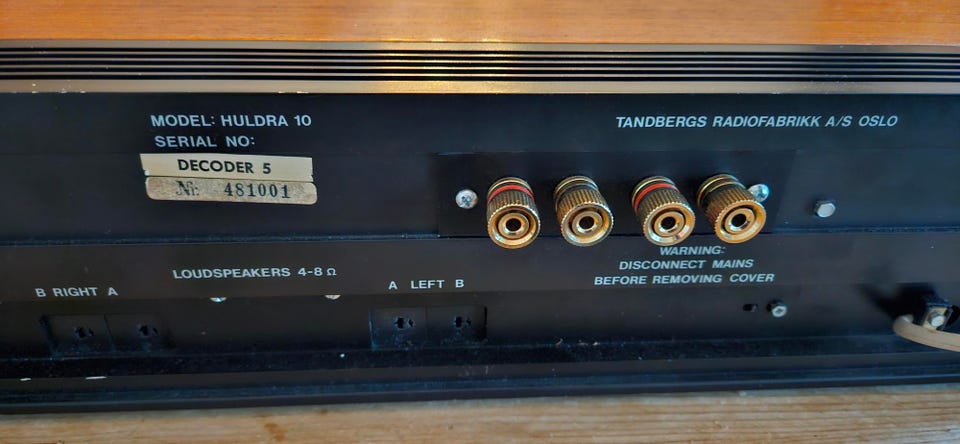 MODEL: HULDRA 10
SERIAL NO:
DECODER 5
Nr. 481001
TANDBERGS RADIOFABRIKK A/S OSLO
WARNING:
DISCONNECT MAINS
BEFORE REMOVING COVER
LOUDSPEAKERS 4-8 Ω
B RIGHT A
A LEFT B